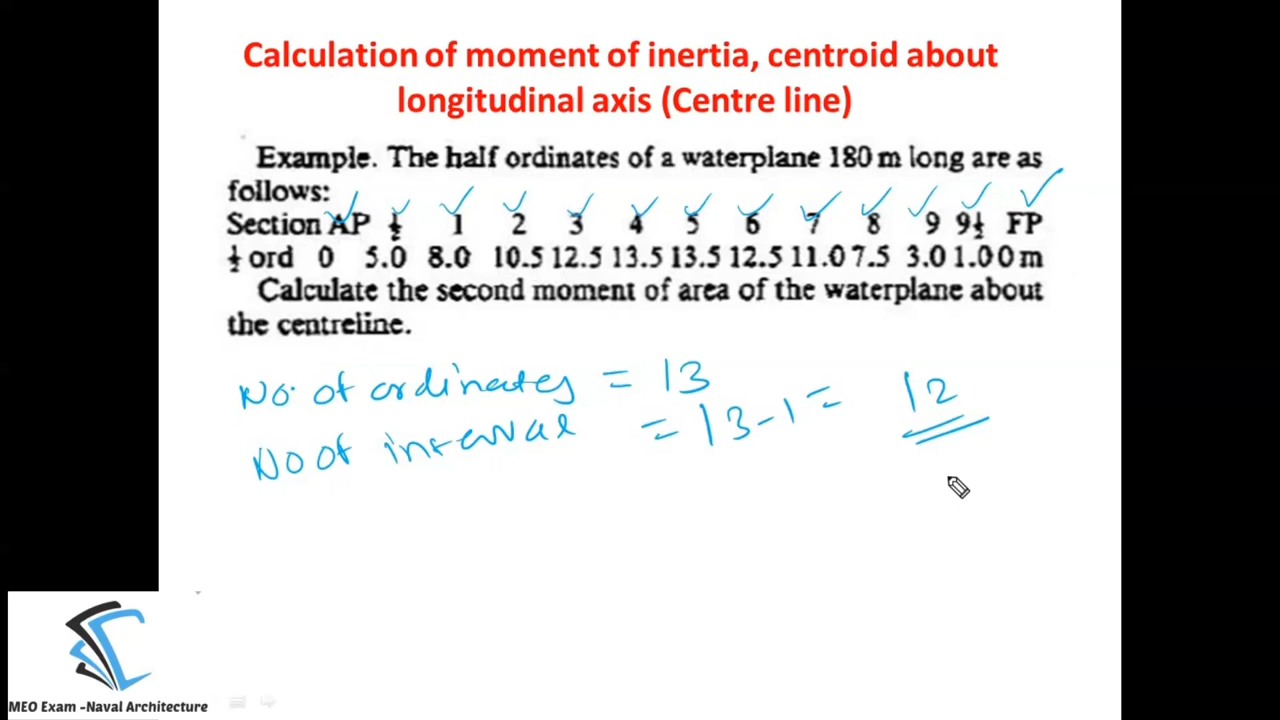 Calculation of moment of inertia, centroid about
longitudinal axis (Centre line)
Example. The half ordinates of a waterplane 180 m long are as
follows:
Section AP ½ 1 2 3 4 5 6 7 8 9 9½ FP
½ ord 0 5.0 8.0 10.5 12.5 13.5 13.5 12.5 11.0 7.5 3.0 1.0 0 m
Calculate the second moment of area of the waterplane about
the centreline.
No. of ordinates = 13
No of interval = 13-1 = 12
MEO Exam -Naval Architecture